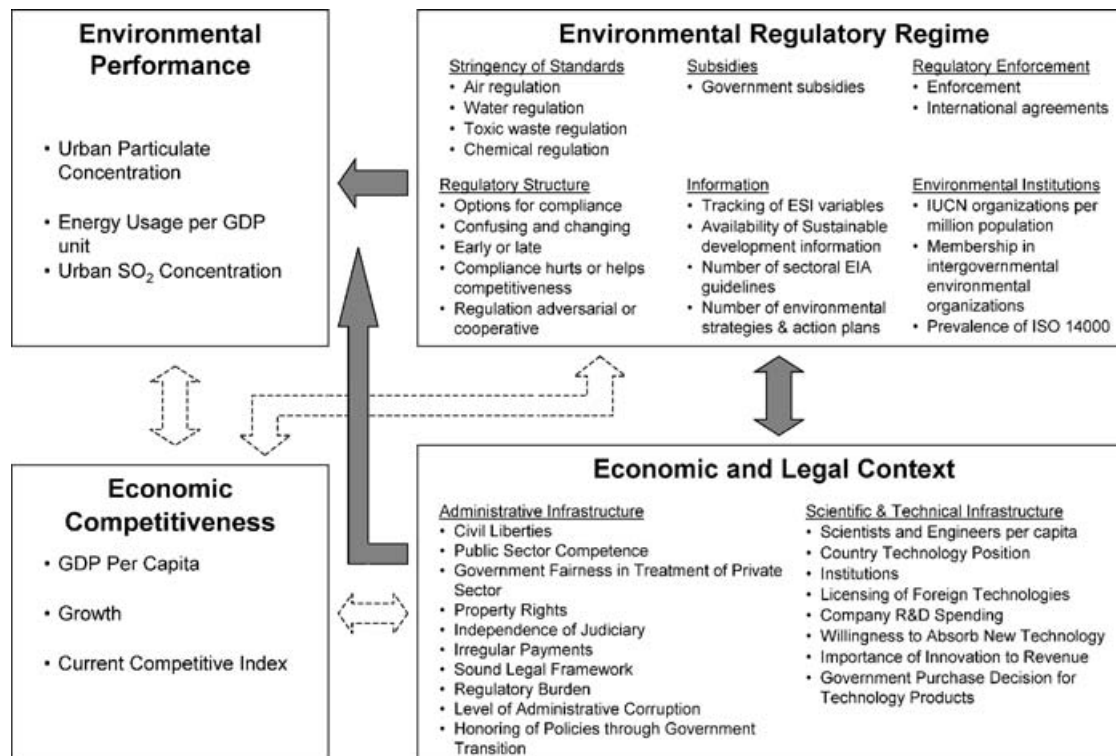 Environmental
Performance
• Urban Particulate
Concentration
• Energy Usage per GDP
unit
• Urban SO₂ Concentration
Environmental Regulatory Regime
Stringency of Standards
• Air regulation
• Water regulation
• Toxic waste regulation
• Chemical regulation
Subsidies
• Government subsidies
Regulatory Enforcement
• Enforcement
• International agreements
Regulatory Structure
• Options for compliance
• Confusing and changing
• Early or late
• Compliance hurts or helps
competitiveness
• Regulation adversarial or
cooperative
Information
• Tracking of ESI variables
• Availability of Sustainable
development information
• Number of sectoral EIA
guidelines
• Number of environmental
strategies & action plans
Environmental Institutions
• IUCN organizations per
million population
• Membership in
intergovernmental
environmental
organizations
• Prevalence of ISO 14000
Economic
Competitiveness
• GDP Per Capita
• Growth
• Current Competitive Index
Economic and Legal Context
Administrative Infrastructure
• Civil Liberties
• Public Sector Competence
• Government Fairness in Treatment of Private
Sector
• Property Rights
• Independence of Judiciary
• Irregular Payments
• Sound Legal Framework
• Regulatory Burden
• Level of Administrative Corruption
• Honoring of Policies through Government
Transition
Scientific & Technical Infrastructure
• Scientists and Engineers per capita
• Country Technology Position
• Institutions
• Licensing of Foreign Technologies
• Company R&D Spending
• Willingness to Absorb New Technology
• Importance of Innovation to Revenue
• Government Purchase Decision for
Technology Products